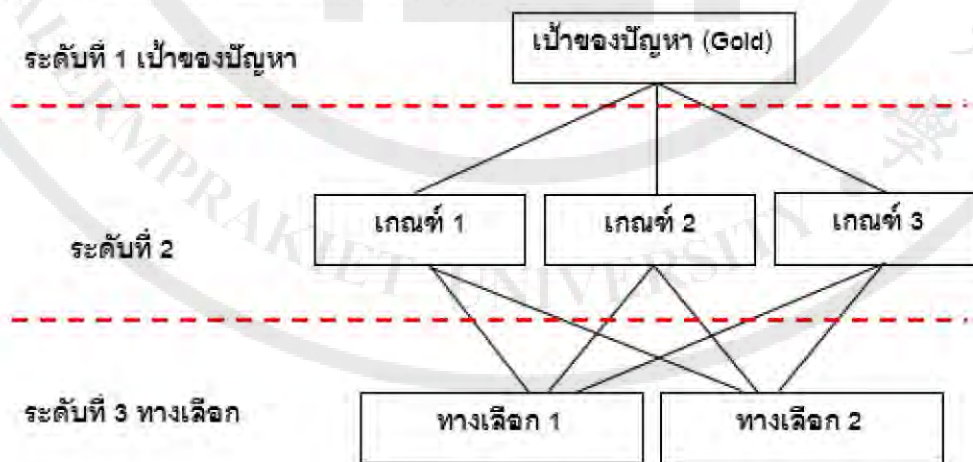 ระดับที่ 1 เป้าของปัญหา
เป้าของปัญหา (Gold)
ระดับที่ 2
เกณฑ์ 1
เกณฑ์ 2
เกณฑ์ 3
ระดับที่ 3 ทางเลือก
ทางเลือก 1
ทางเลือก 2
ALERMPRAKIET UNIVERSITY